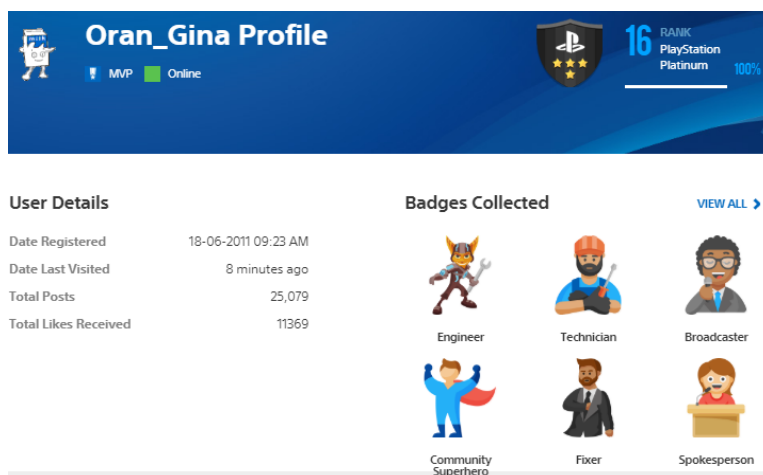 Oran_Gina Profile
MVP Online
16 RANK
PlayStation
Platinum
100%
User Details
Date Registered 18-06-2011 09:23 AM
Date Last Visited 8 minutes ago
Total Posts 25,079
Total Likes Received 11369
Badges Collected VIEW ALL
Engineer Technician Broadcaster
Community
Superhero
Fixer Spokesperson